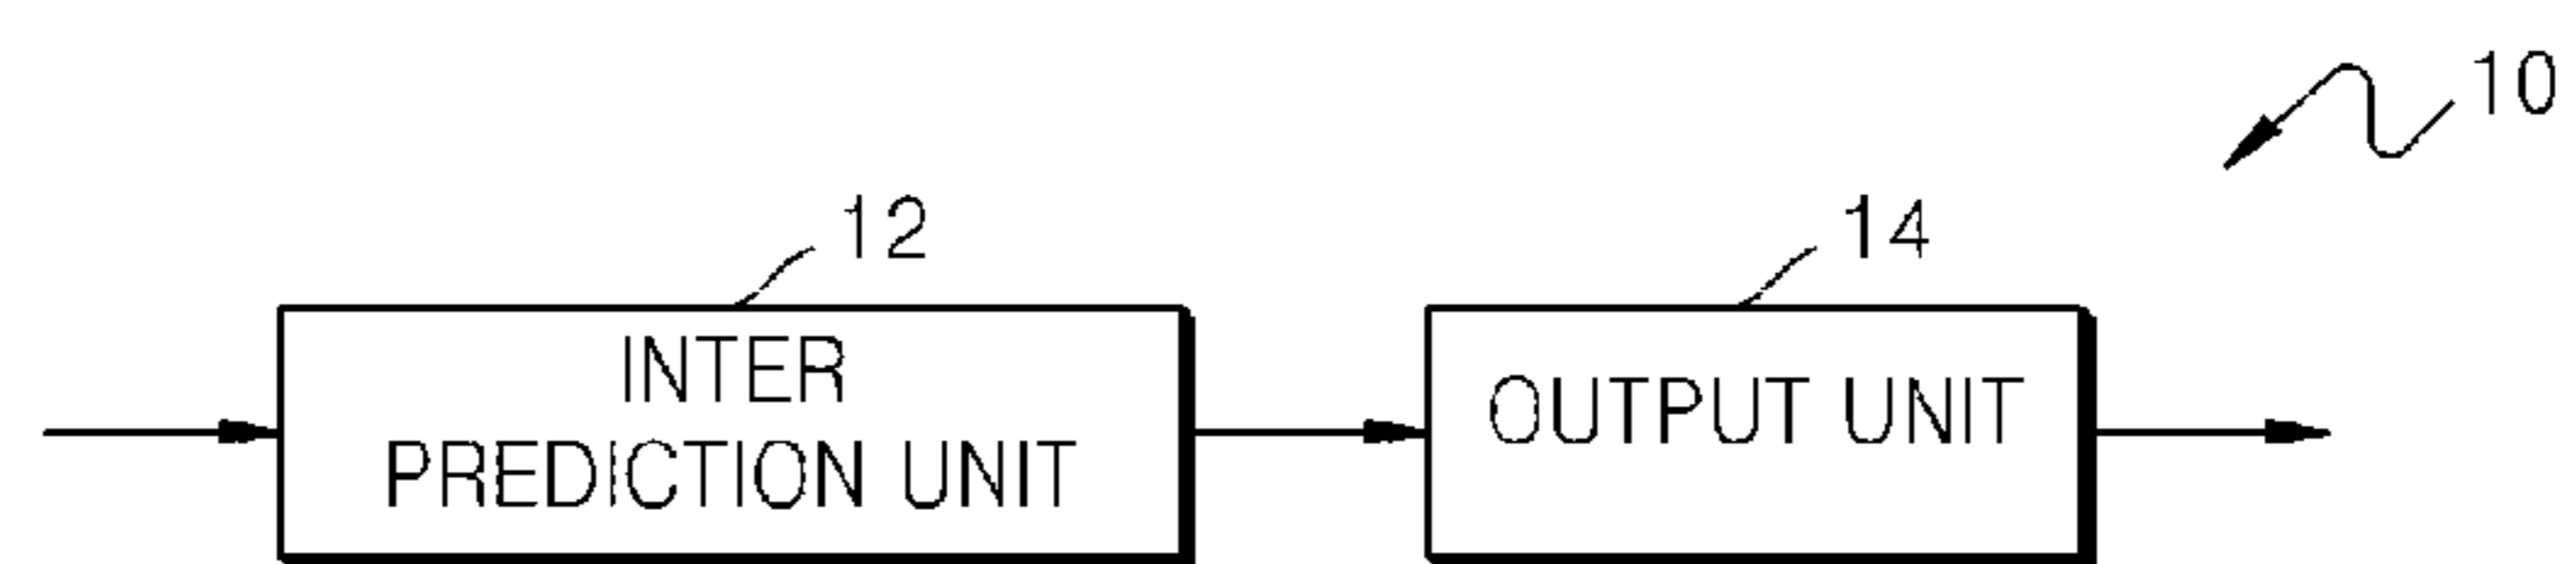 10
12
14
INTER
PREDICTION UNIT
OUTPUT UNIT